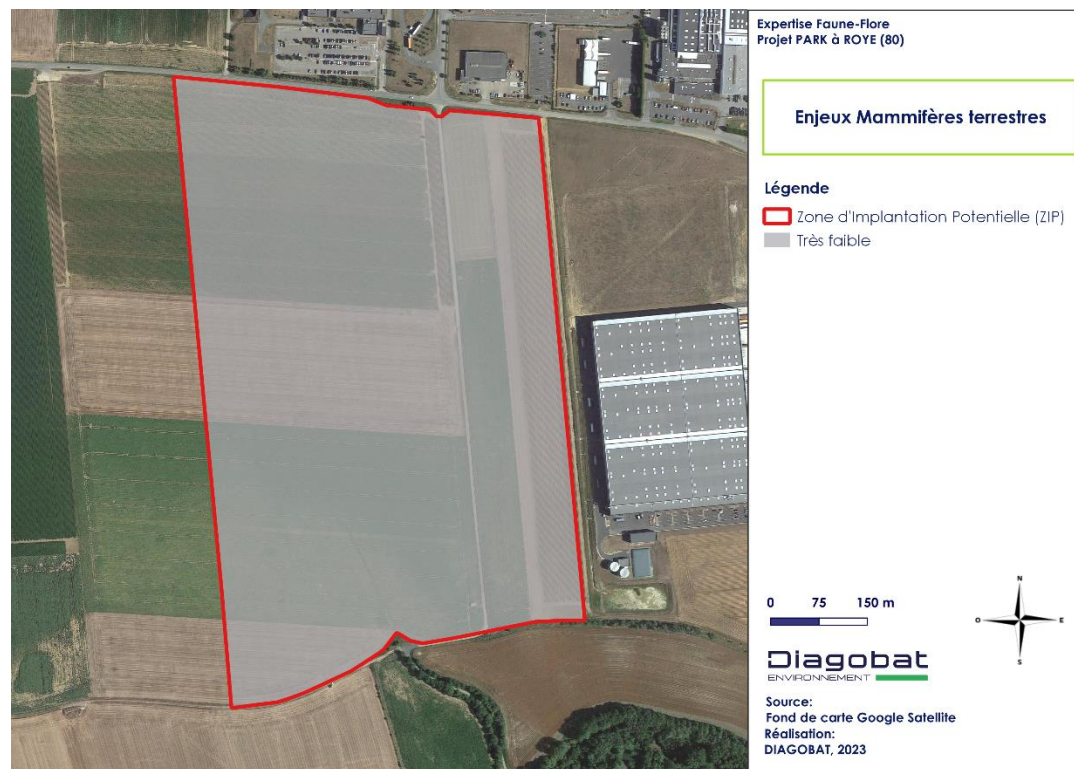 Expertise Faune-Flore
Projet PARK à ROYE (80)
Enjeux Mammifères terrestres
Légende
Zone d'Implantation Potentielle (ZIP)
Très faible
0 75 150 m
N
O E
S
Diagobat
ENVIRONNEMENT
Source:
Fond de carte Google Satellite
Réalisation:
DIAGOBAT, 2023